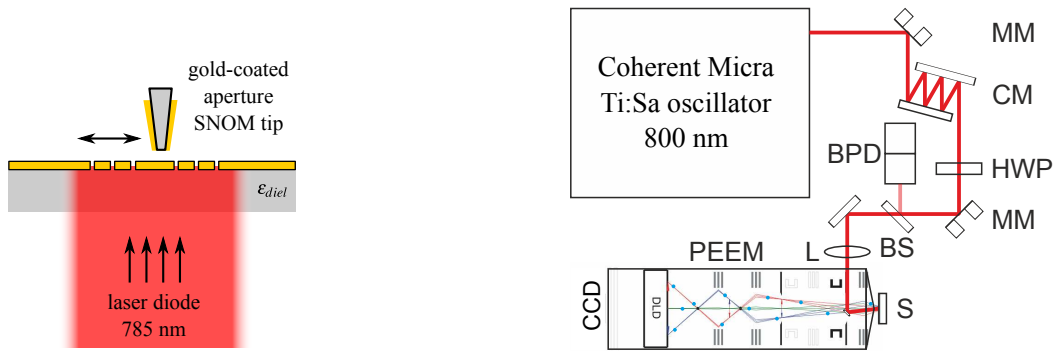 gold-coated
aperture
SNOM tip
ε_diel
laser diode
785 nm
Coherent Micra
Ti:Sa oscillator
800 nm
MM
CM
BPD
HWP
MM
BS
L
PEEM
CCD
DLD
S